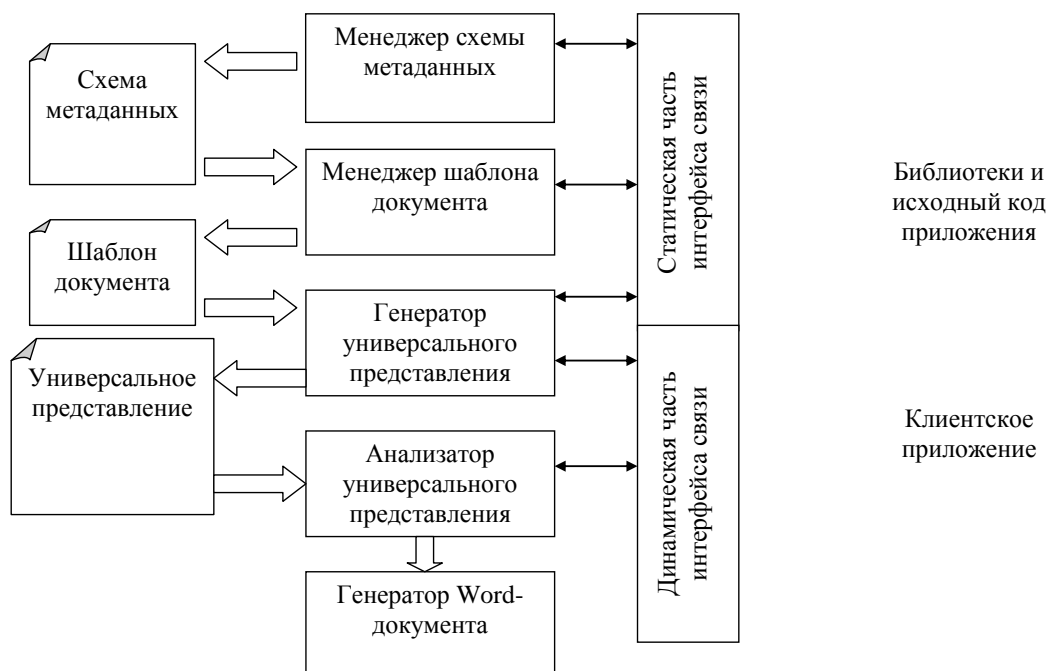 Менеджер схемы
метаданных
Схема
метаданных
Менеджер шаблона
документа
Шаблон
документа
Генератор
универсального
представления
Универсальное
представление
Анализатор
универсального
представления
Генератор Word-
документа
Статическая часть
интерфейса связи
Динамическая часть
интерфейса связи
Библиотеки и
исходный код
приложения
Клиентское
приложение